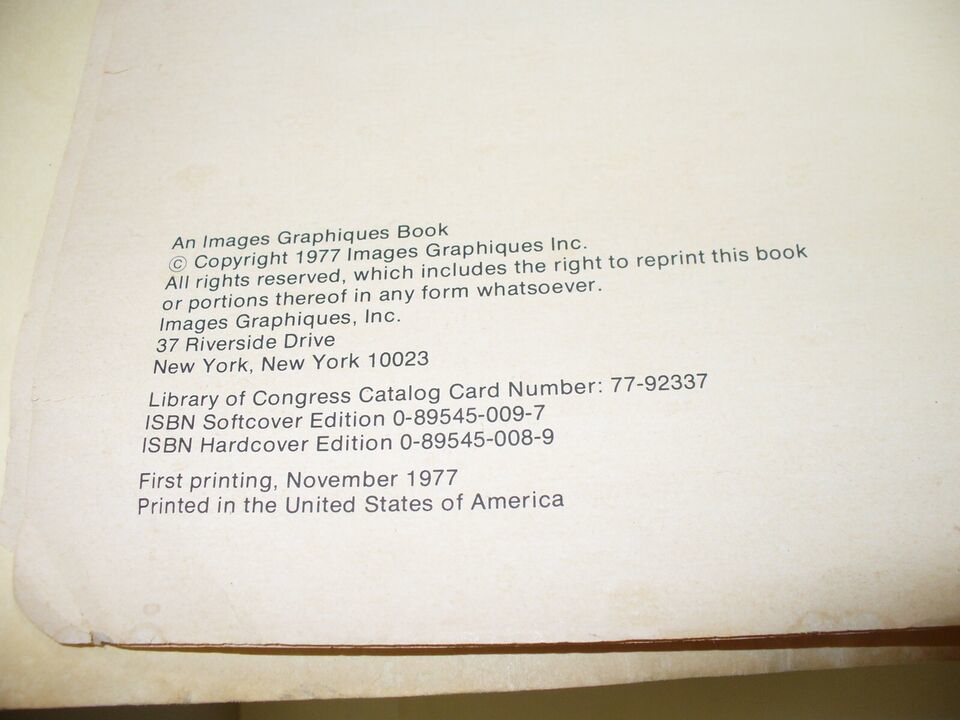 An Images Graphiques Book
© Copyright 1977 Images Graphiques Inc.
All rights reserved, which includes the right to reprint this book
or portions thereof in any form whatsoever.
Images Graphiques, Inc.
37 Riverside Drive
New York, New York 10023
Library of Congress Catalog Card Number: 77-92337
ISBN Softcover Edition 0-89545-009-7
ISBN Hardcover Edition 0-89545-008-9
First printing, November 1977
Printed in the United States of America